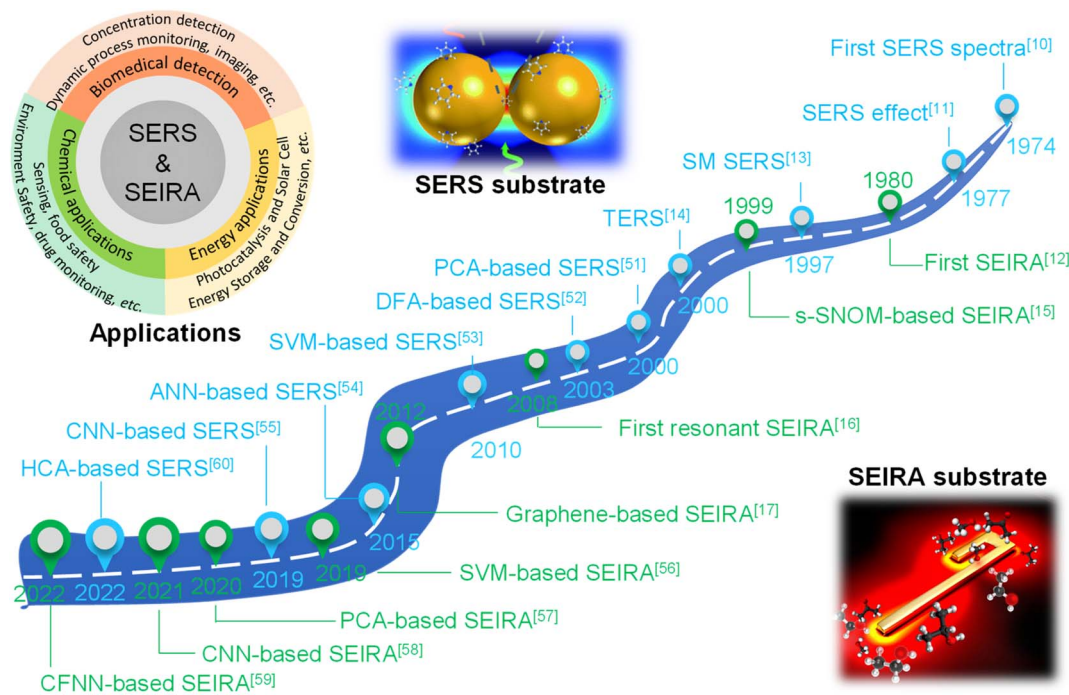 Concentration detection
Dynamic process monitoring, imaging, etc.
Biomedical detection
SERS
&
SEIRA
Chemical applications
Sensing, food safety
Environment Safety, drug monitoring, etc.
Energy applications
Photocatalysis and Solar Cell
Energy Storage and Conversion, etc.
Applications
SERS substrate
First SERS spectra[10]
1974
SERS effect[11]
1977
1980
First SEIRA[12]
SM SERS[13]
1997
1999
s-SNOM-based SEIRA[15]
TERS[14]
2000
PCA-based SERS[51]
2000
DFA-based SERS[52]
2003
2008
First resonant SEIRA[16]
SVM-based SERS[53]
2010
2012
Graphene-based SEIRA[17]
ANN-based SERS[54]
2015
2019
SVM-based SEIRA[56]
CNN-based SERS[55]
2019
2020
PCA-based SEIRA[57]
2021
CNN-based SEIRA[58]
HCA-based SERS[60]
2022
2022
CFNN-based SEIRA[59]
SEIRA substrate